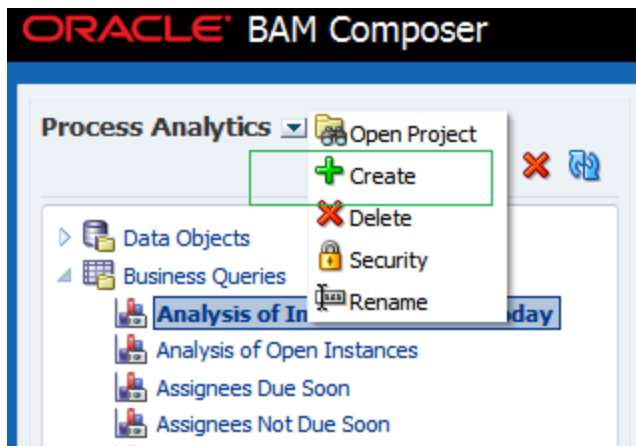 ORACLE BAM Composer
Process Analytics
Open Project
Create
Delete
Security
Rename
Data Objects
Business Queries
Analysis of In day
Analysis of Open Instances
Assignees Due Soon
Assignees Not Due Soon